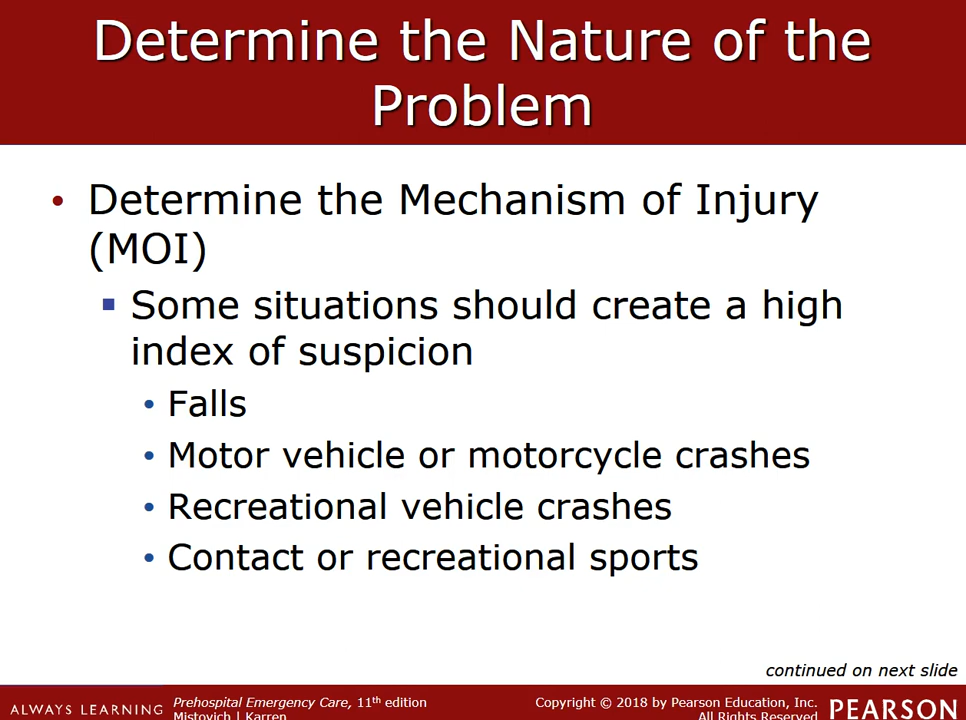 Determine the Nature of the
Problem
• Determine the Mechanism of Injury
(MOI)
▪ Some situations should create a high
index of suspicion
• Falls
• Motor vehicle or motorcycle crashes
• Recreational vehicle crashes
• Contact or recreational sports
continued on next slide
ALWAYS LEARNING
Prehospital Emergency Care, 11th edition
Mistovich | Karren
Copyright © 2018 by Pearson Education, Inc.
All Rights Reserved
PEARSON